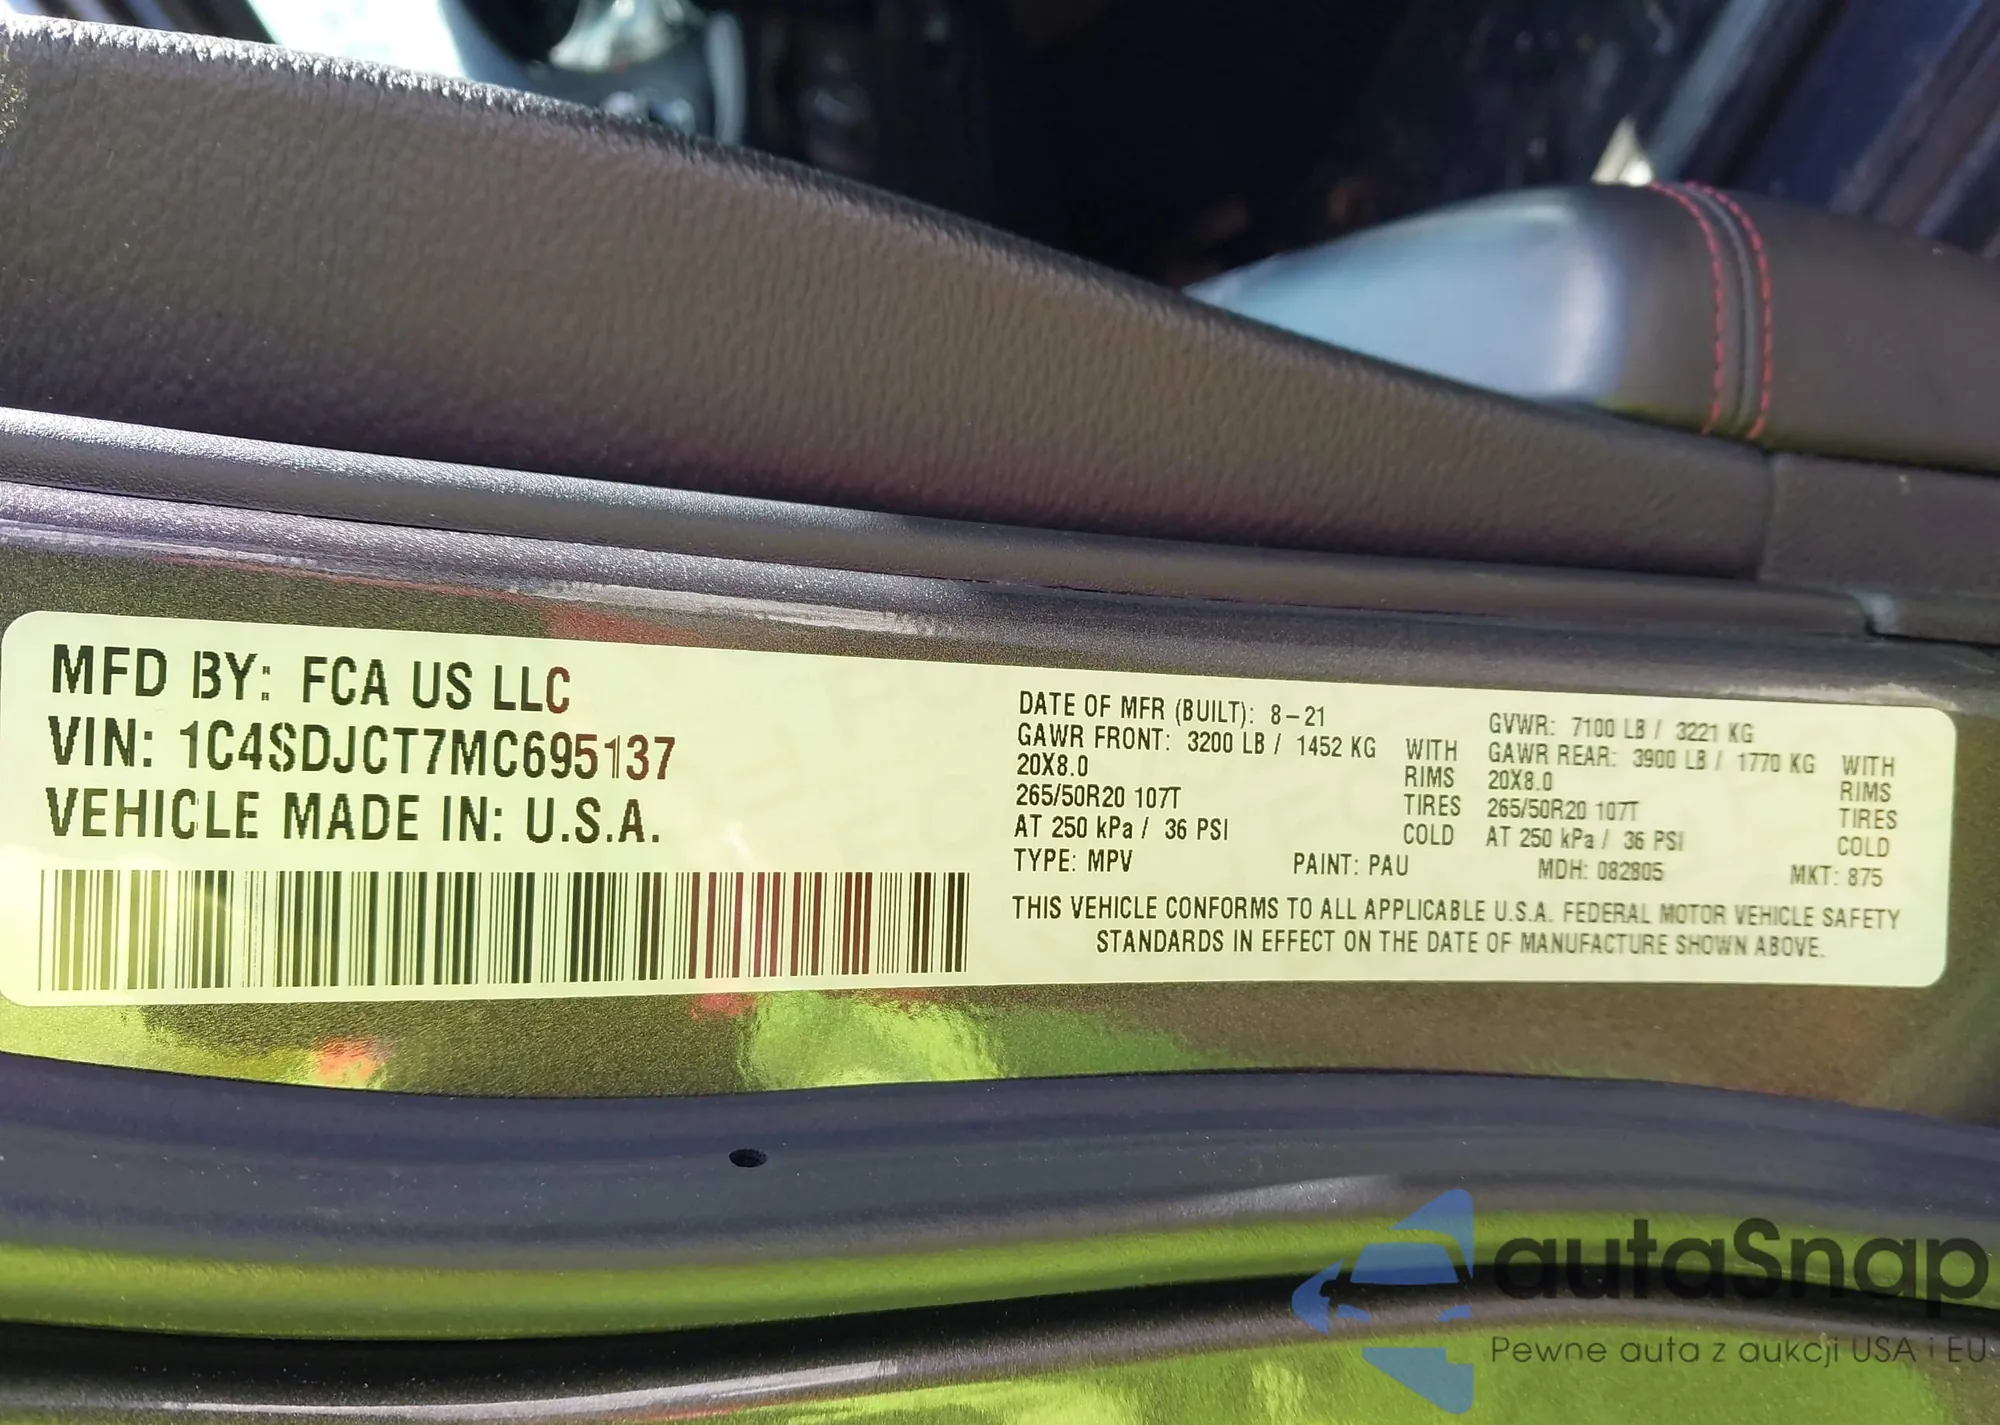 MFD BY: FCA US LLC
VIN: 1C4SDJCT7MC695137
VEHICLE MADE IN: U.S.A.
DATE OF MFR (BUILT): 8-21
GAWR FRONT: 3200 LB / 1452 KG WITH
20X8.0 RIMS
265/50R20 107T TIRES
AT 250 kPa / 36 PSI COLD
GVWR: 7100 LB / 3221 KG
GAWR REAR: 3900 LB / 1770 KG WITH
20X8.0 RIMS
265/50R20 107T TIRES
AT 250 kPa / 36 PSI COLD
TYPE: MPV PAINT: PAU MDH: 082805 MKT: 875
THIS VEHICLE CONFORMS TO ALL APPLICABLE U.S.A. FEDERAL MOTOR VEHICLE SAFETY
STANDARDS IN EFFECT ON THE DATE OF MANUFACTURE SHOWN ABOVE.
autaSnap
Pewne auta z aukcji USA i EU